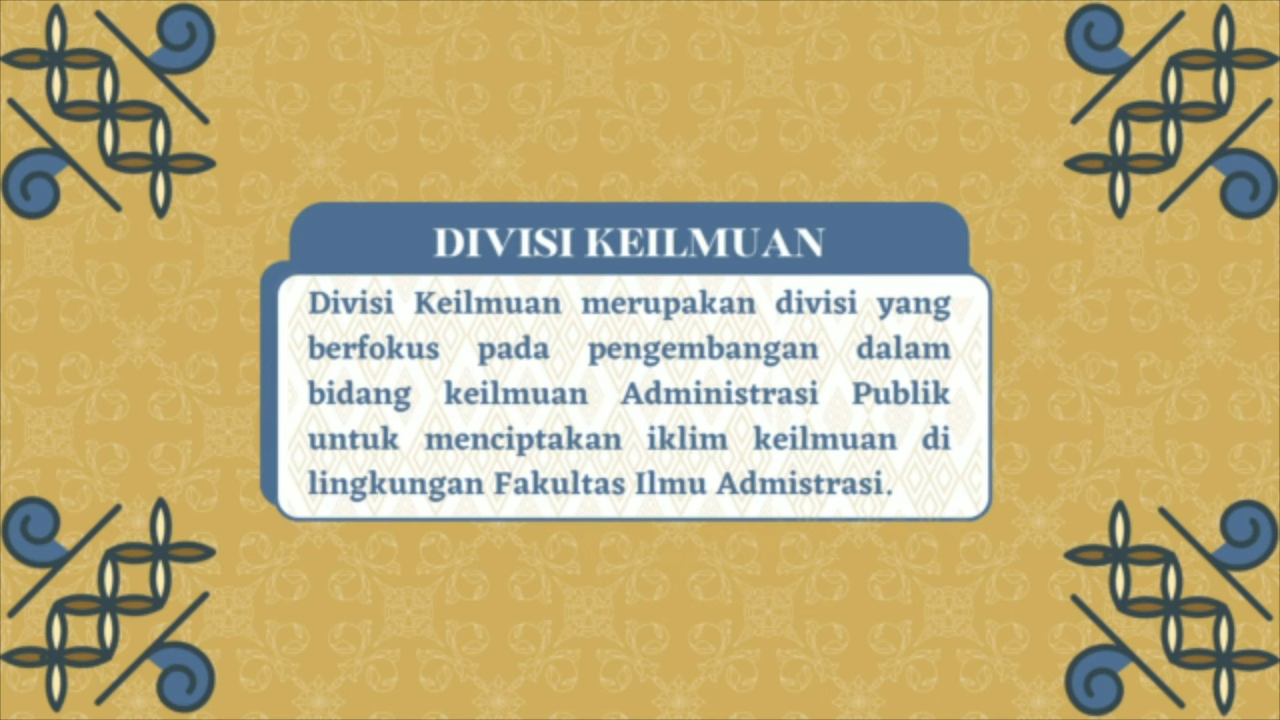 DIVISI KEILMUAN
Divisi Keilmuan merupakan divisi yang
berfokus pada pengembangan dalam
bidang keilmuan Administrasi Publik
untuk menciptakan iklim keilmuan di
lingkungan Fakultas Ilmu Admistrasi.